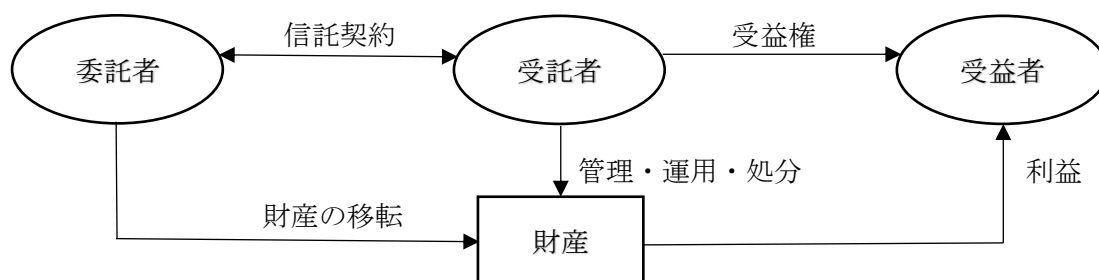 信託契約
受益権
委託者
受託者
受益者
管理・運用・処分
利益
財産の移転
財産